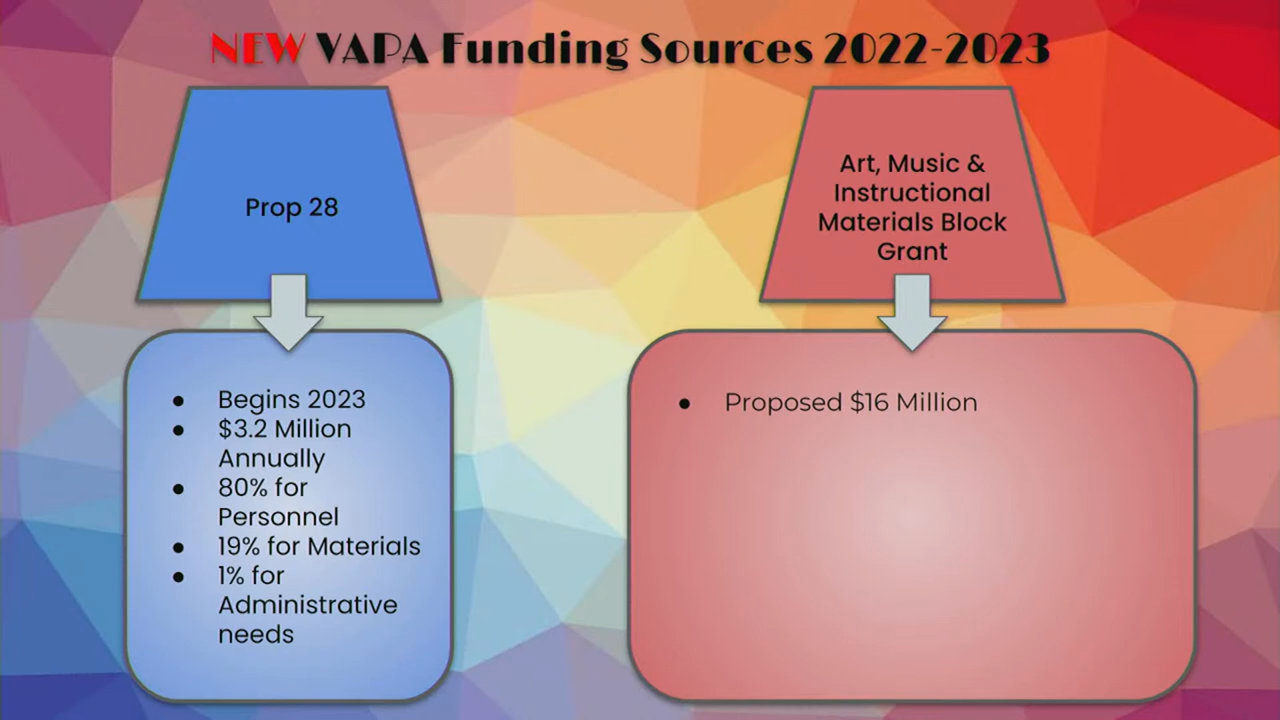 NEW VAPA Funding Sources 2022-2023
Prop 28
● Begins 2023
● $3.2 Million
Annually
● 80% for
Personnel
● 19% for Materials
● 1% for
Administrative
needs
Art, Music &
Instructional
Materials Block
Grant
● Proposed $16 Million